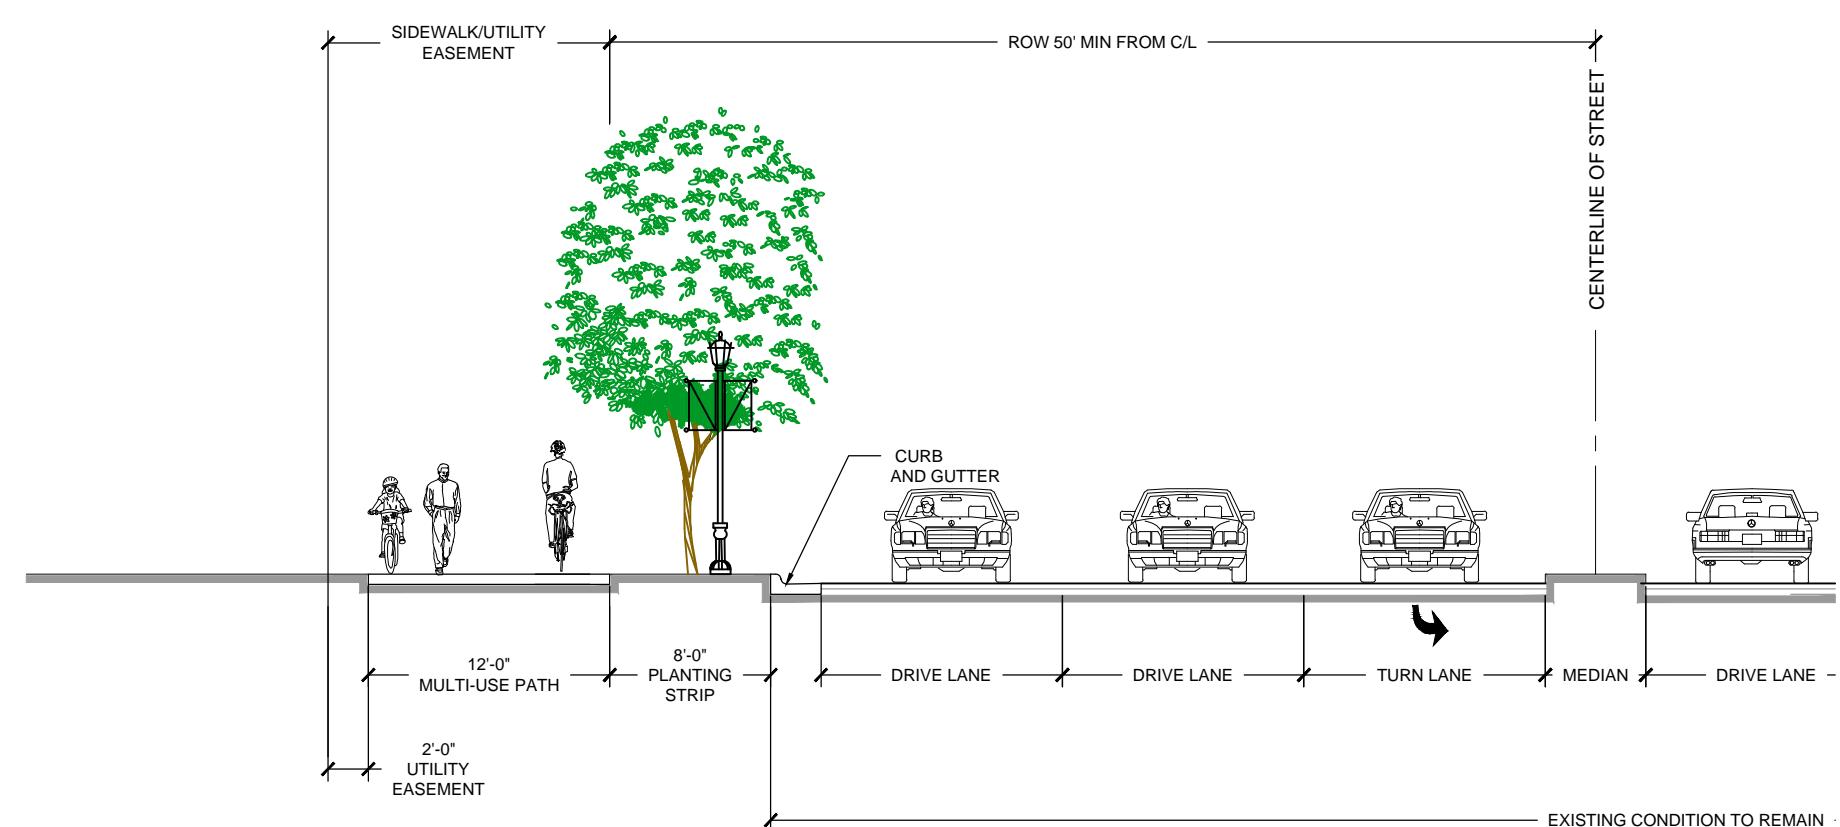 SIDEWALK/UTILITY
EASEMENT
ROW 50' MIN FROM C/L
CENTERLINE OF STREET
CURB
AND GUTTER
12'-0"
MULTI-USE PATH
8'-0"
PLANTING
STRIP
DRIVE LANE
DRIVE LANE
TURN LANE
MEDIAN
DRIVE LANE
2'-0"
UTILITY
EASEMENT
EXISTING CONDITION TO REMAIN